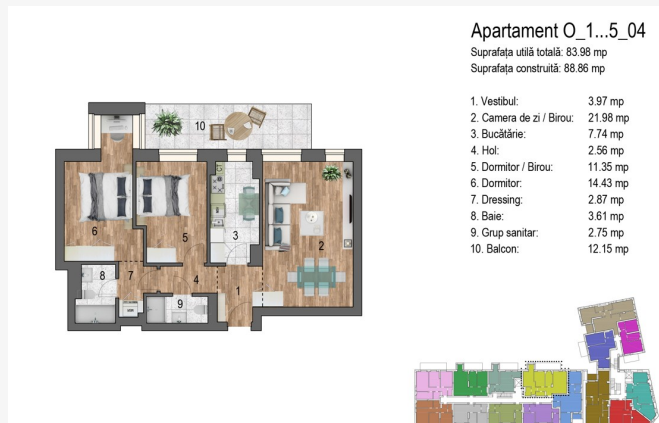 Apartament O_1...5_04
Suprafața utilă totală: 83.98 mp
Suprafața construită: 88.86 mp
1. Vestibul: 3.97 mp
2. Camera de zi / Birou: 21.98 mp
3. Bucătărie: 7.74 mp
4. Hol: 2.56 mp
5. Dormitor / Birou: 11.35 mp
6. Dormitor: 14.43 mp
7. Dressing: 2.87 mp
8. Baie: 3.61 mp
9. Grup sanitar: 2.75 mp
10. Balcon: 12.15 mp
10
6
5
3
2
8
7
4
1
9